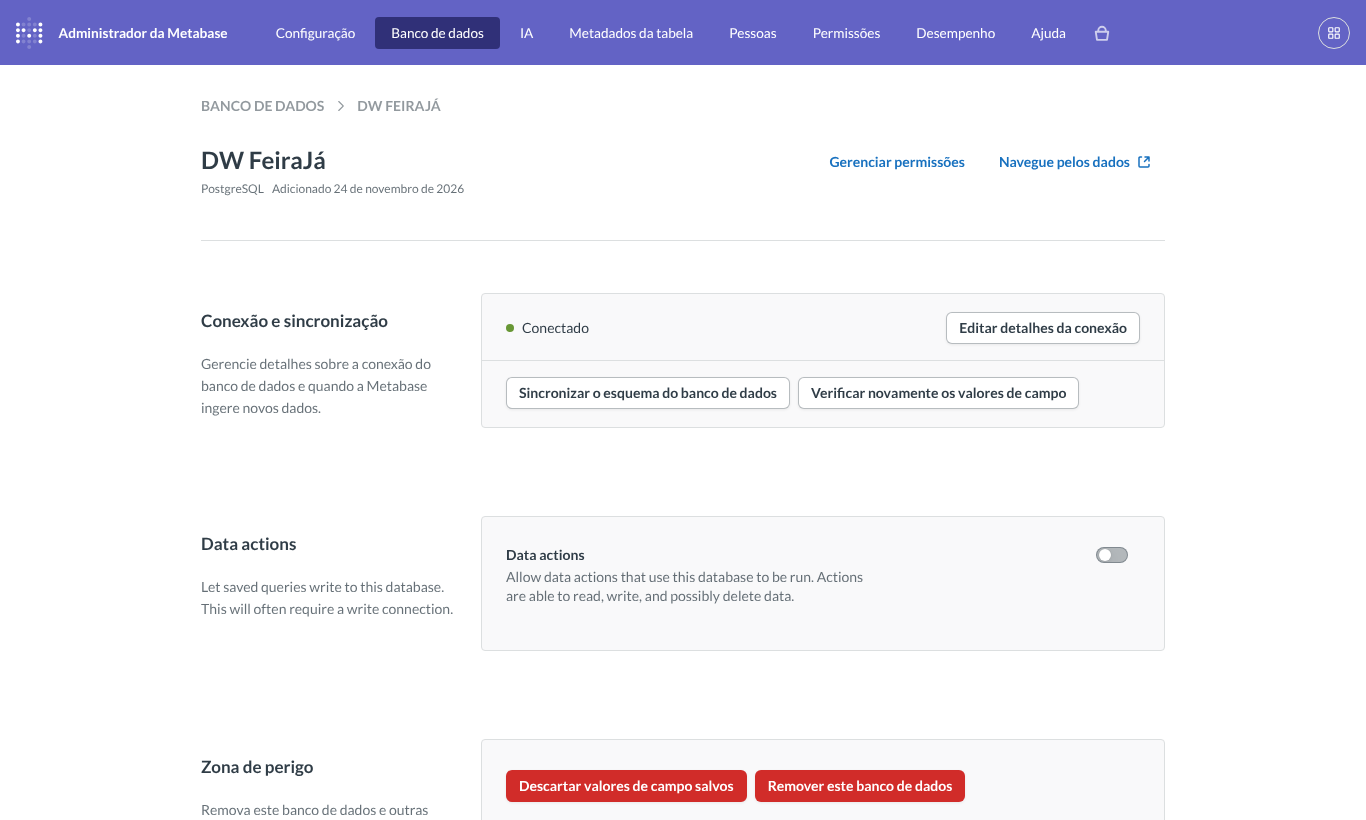 Administrador da Metabase
Configuração
Banco de dados
IA
Metadados da tabela
Pessoas
Permissões
Desempenho
Ajuda
BANCO DE DADOS
DW FEIRAJÁ
DW FeiraJá
PostgreSQL Adicionado 24 de novembro de 2026
Gerenciar permissões
Navegue pelos dados
Conexão e sincronização
Gerencie detalhes sobre a conexão do
banco de dados e quando a Metabase
ingere novos dados.
Conectado
Editar detalhes da conexão
Sincronizar o esquema do banco de dados
Verificar novamente os valores de campo
Data actions
Let saved queries write to this database.
This will often require a write connection.
Data actions
Allow data actions that use this database to be run. Actions
are able to read, write, and possibly delete data.
Zona de perigo
Remova este banco de dados e outras
Descartar valores de campo salvos
Remover este banco de dados